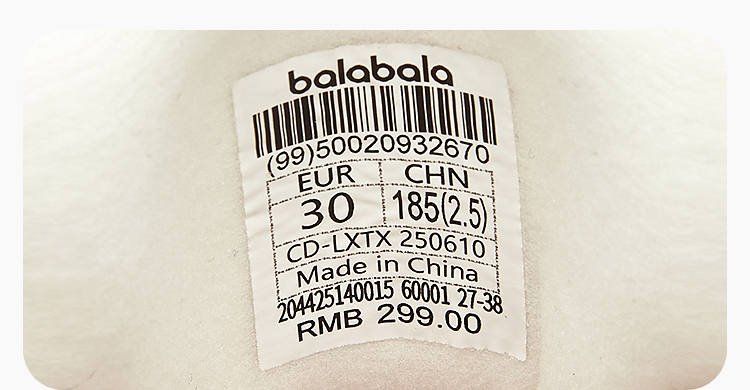 balabala
(99)50020932670
EUR CHN
30 185(2.5)
CD-LXTX 250610
Made in China
204425140015 60001 27-38
RMB 299.00